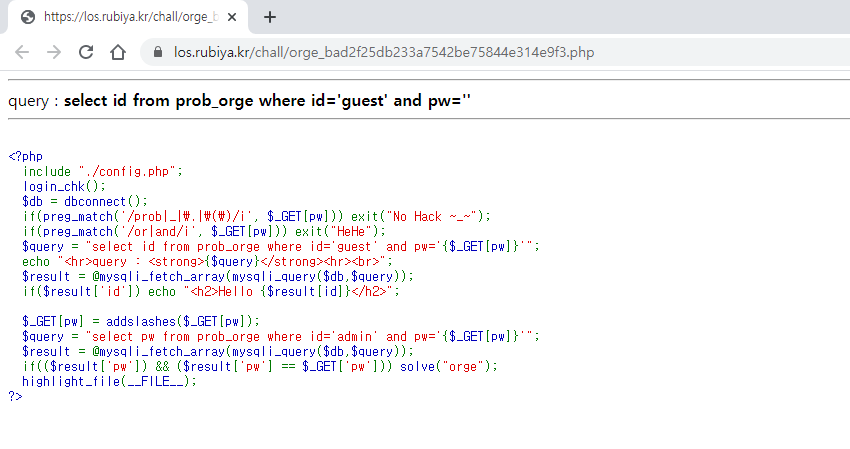 https://los.rubiya.kr/chall/orge_b
los.rubiya.kr/chall/orge_bad2f25db233a7542be75844e314e9f3.php
query : select id from prob_orge where id='guest' and pw=''
<?php
include "./config.php";
login_chk();
$db = dbconnect();
if(preg_match('/prob|_|₩.|₩(₩)/i', $_GET[pw])) exit("No Hack ~_~");
if(preg_match('/or|and/i', $_GET[pw])) exit("HeHe");
$query = "select id from prob_orge where id='guest' and pw='{$_GET[pw]}'";
echo "<hr>query : <strong>{$query}</strong><hr><br>";
$result = @mysqli_fetch_array(mysqli_query($db,$query));
if($result['id']) echo "<h2>Hello {$result[id]}</h2>";
$_GET[pw] = addslashes($_GET[pw]);
$query = "select pw from prob_orge where id='admin' and pw='{$_GET[pw]}'";
$result = @mysqli_fetch_array(mysqli_query($db,$query));
if(($result['pw']) && ($result['pw'] == $_GET['pw'])) solve("orge");
highlight_file(__FILE__);
?>